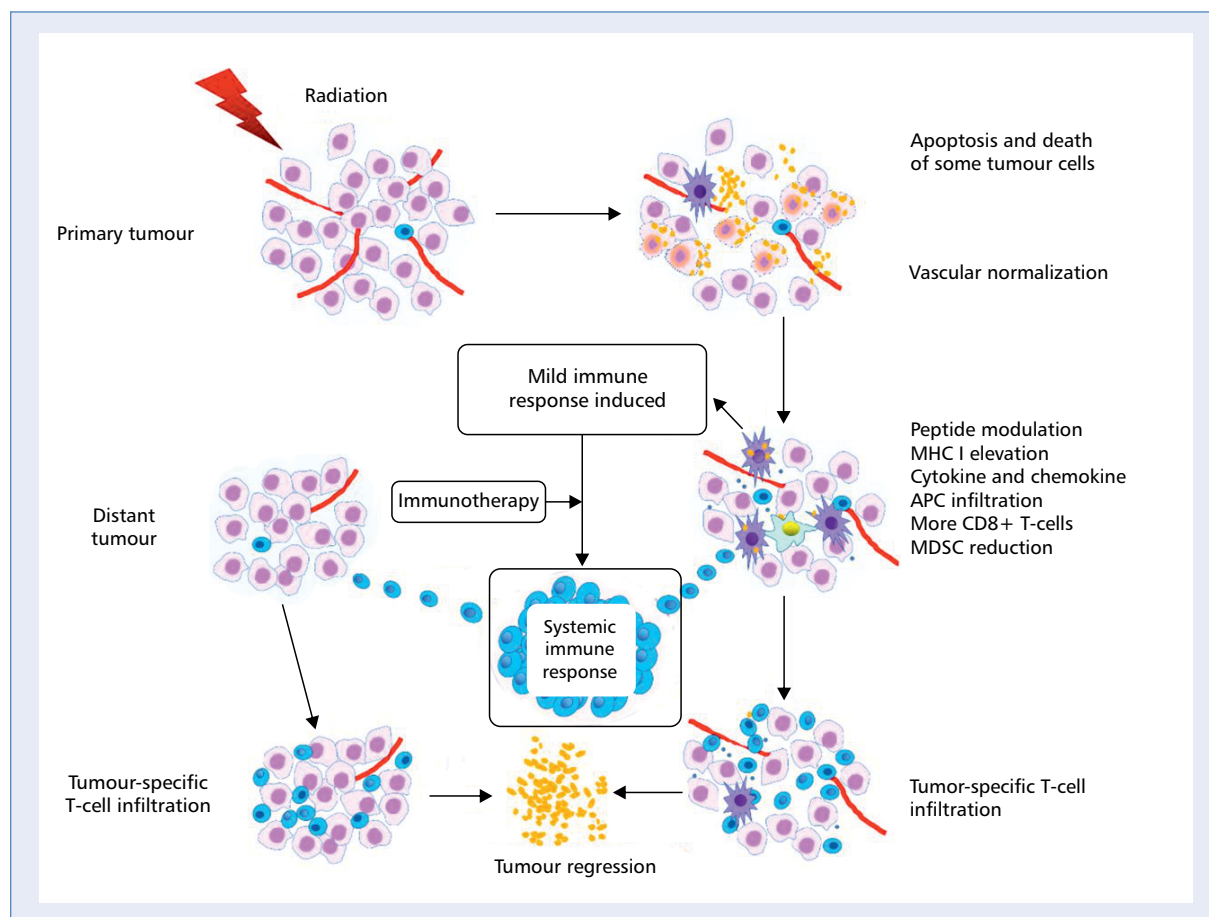 Radiation
Apoptosis and death
of some tumour cells
Primary tumour
Vascular normalization
Mild immune
response induced
Peptide modulation
MHC I elevation
Cytokine and chemokine
APC infiltration
More CD8+ T-cells
MDSC reduction
Immunotherapy
Distant
tumour
Systemic
immune
response
Tumour-specific
T-cell infiltration
Tumor-specific T-cell
infiltration
Tumour regression